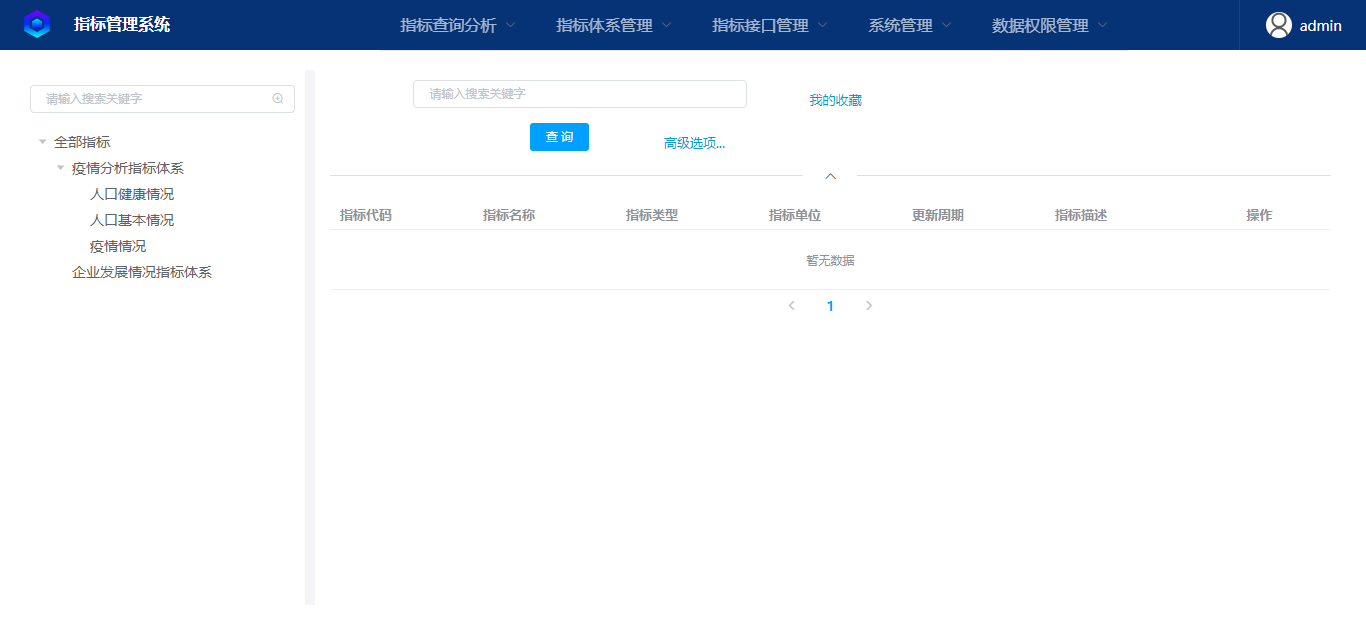 指标管理系统
指标查询分析 指标体系管理 指标接口管理 系统管理 数据权限管理 admin
请输入搜索关键字
全部指标
疫情分析指标体系
人口健康情况
人口基本情况
疫情情况
企业发展情况指标体系
请输入搜索关键字 我的收藏
查询 高级选项...
指标代码 指标名称 指标类型 指标单位 更新周期 指标描述 操作
暂无数据
1